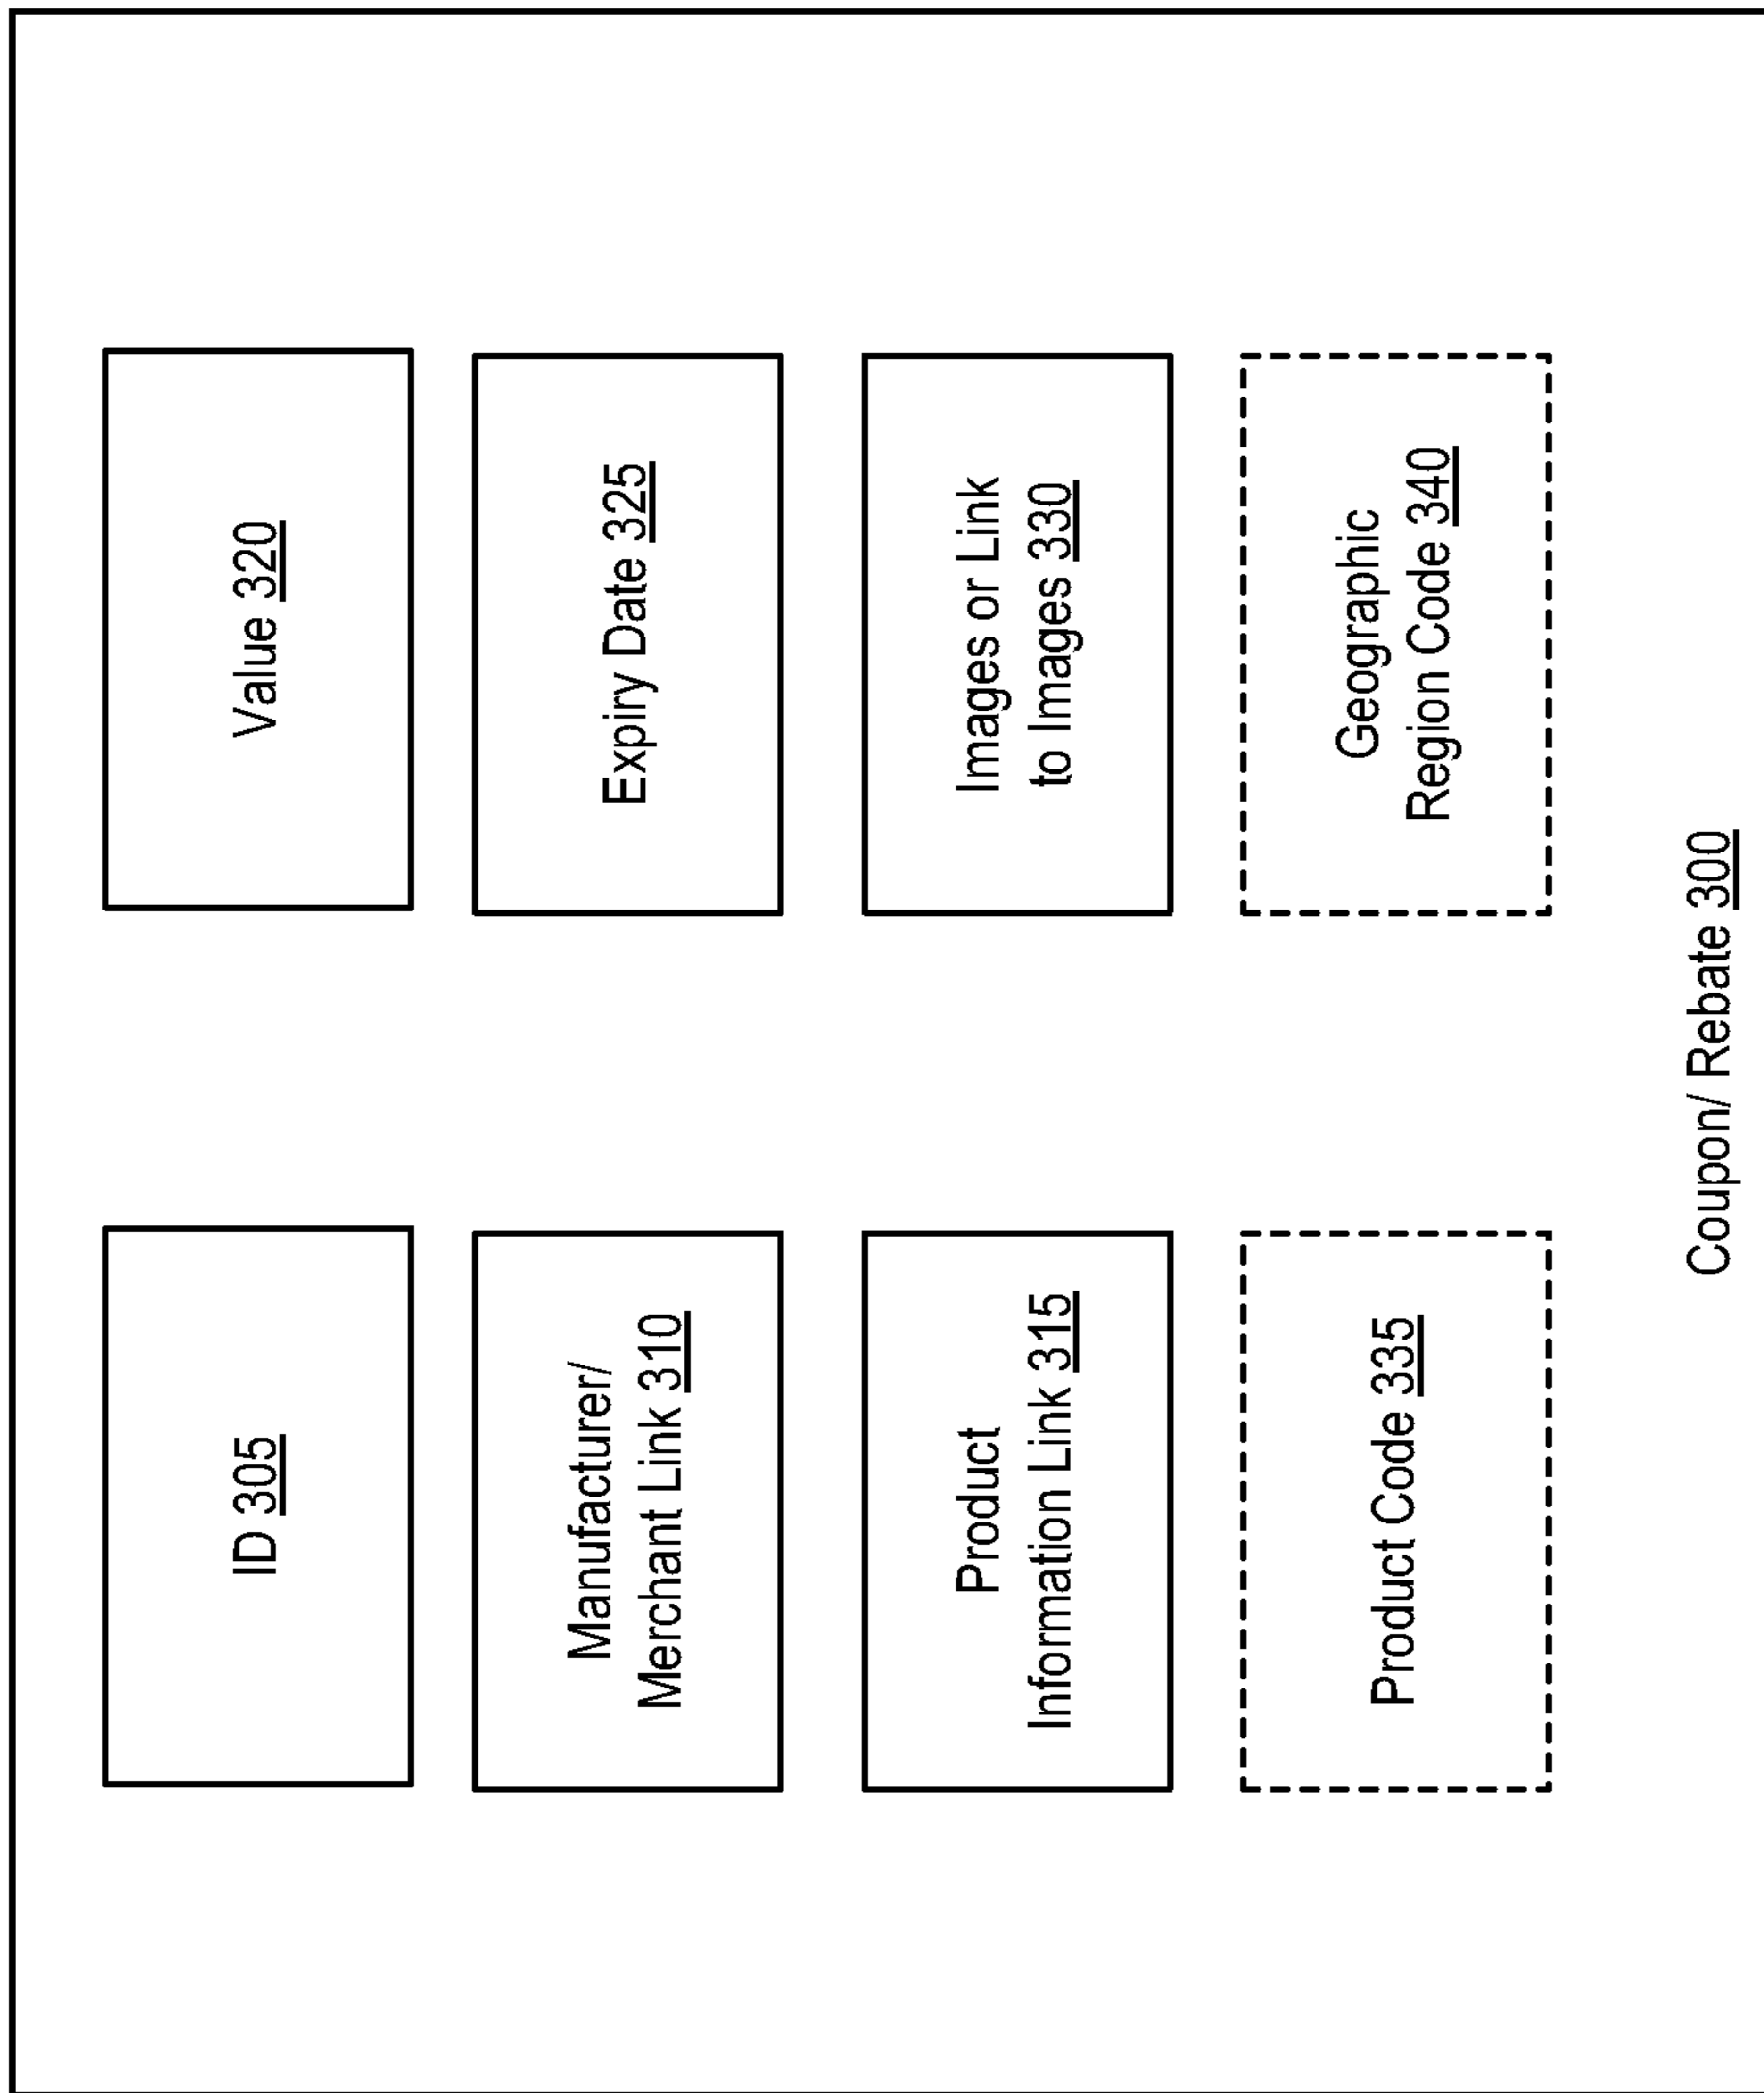 ID 305
Value 320
Manufacturer/
Merchant Link 310
Expiry Date 325
Product
Information Link 315
Images or Link
to Images 330
Product Code 335
Geographic
Region Code 340
Coupon/ Rebate 300